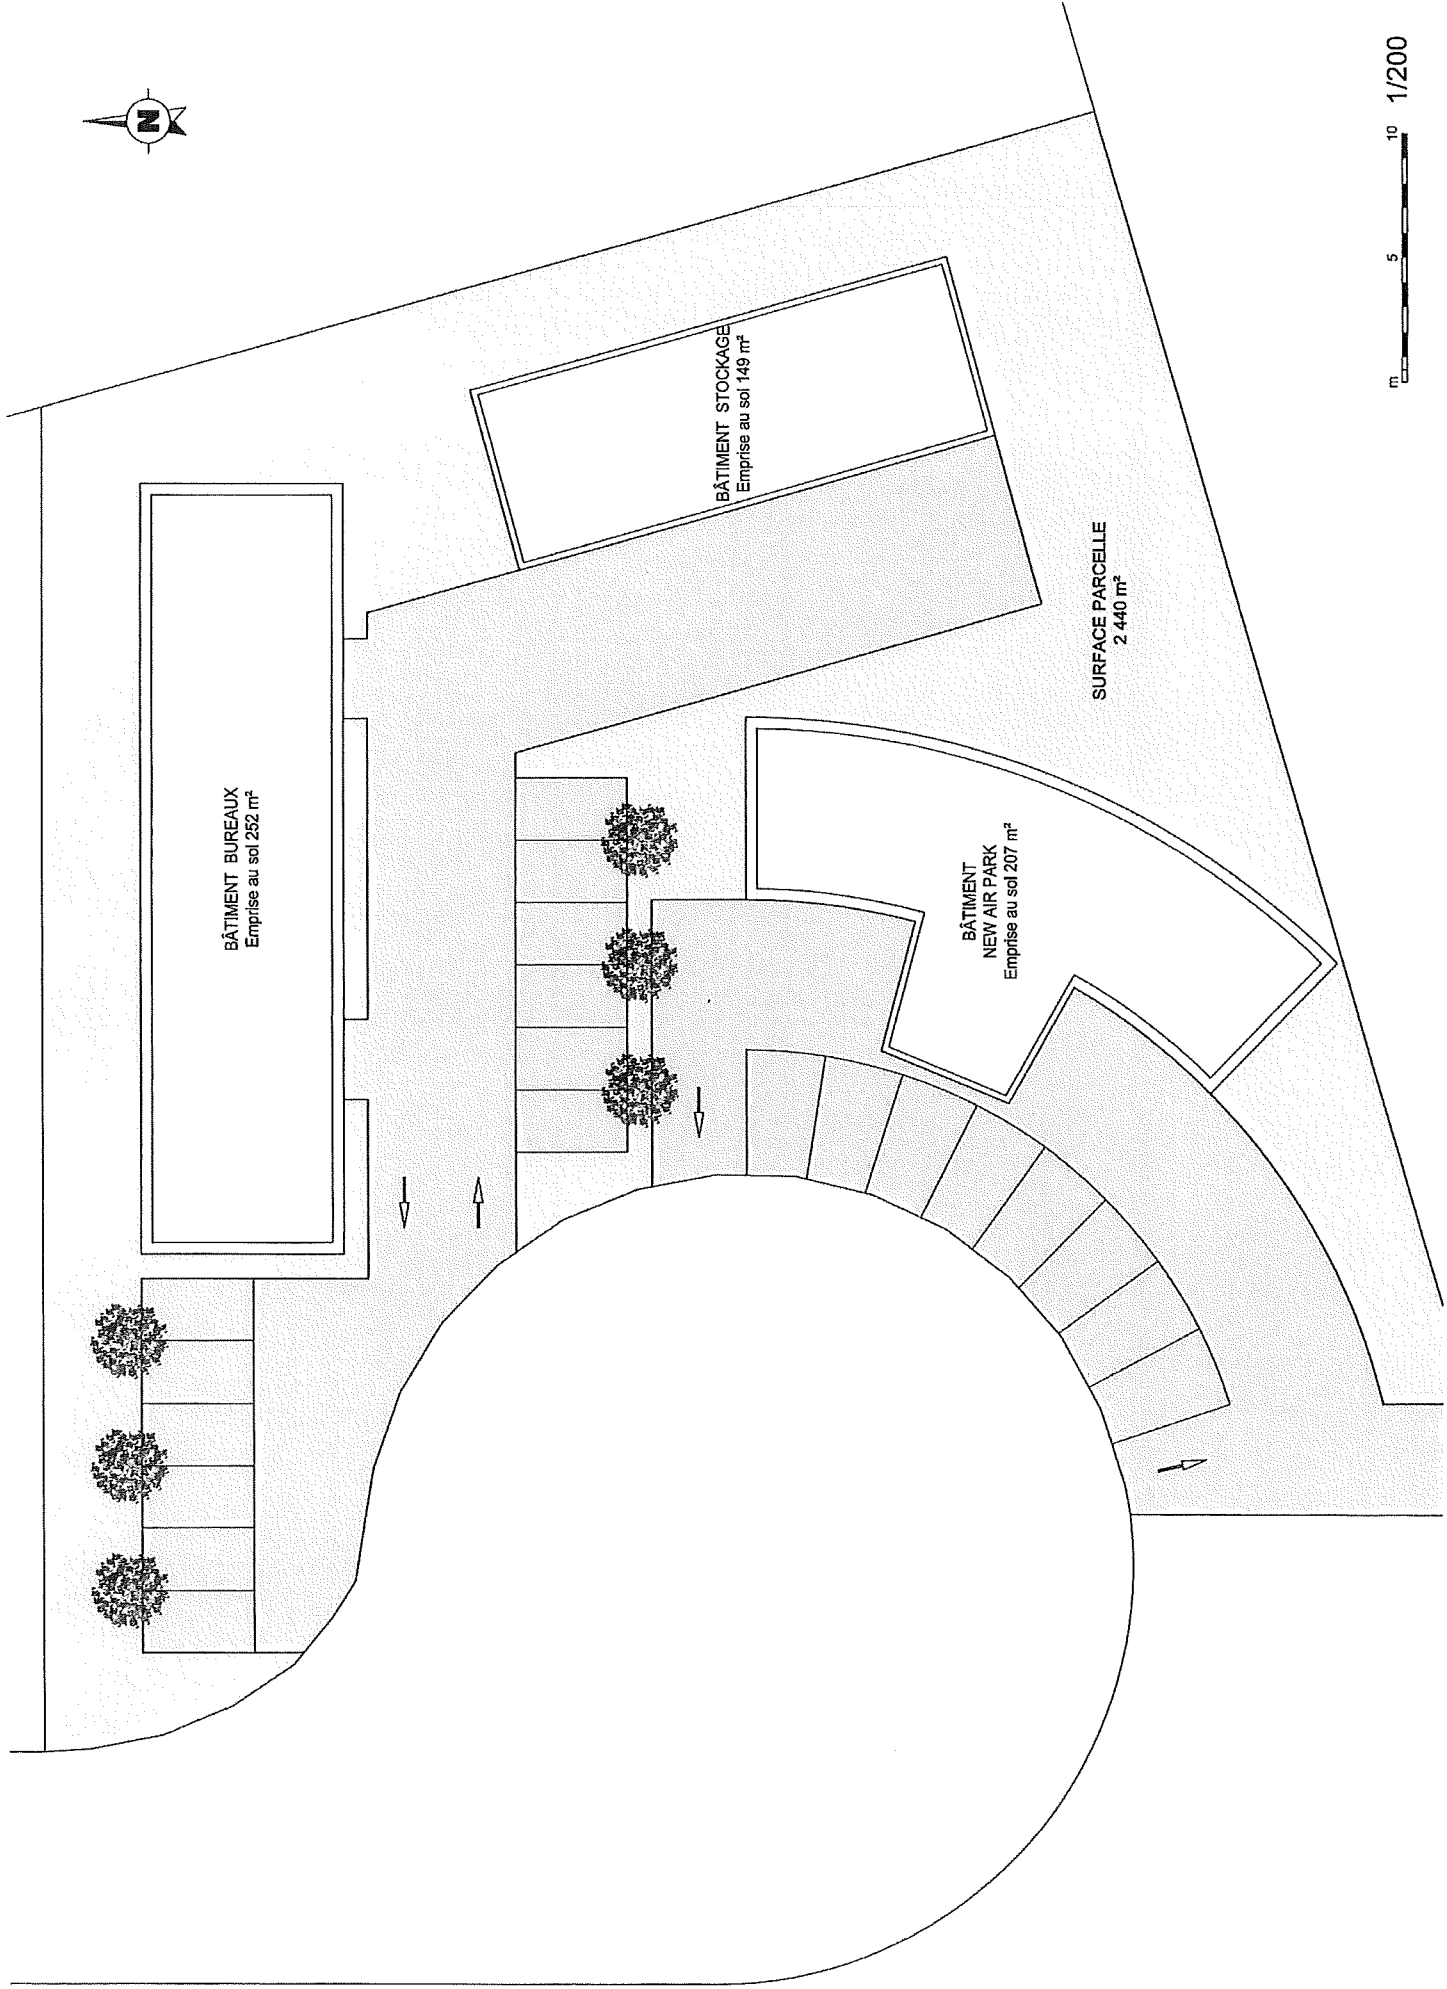 N
BÂTIMENT BUREAUX
Emprise au sol 252 m²
BÂTIMENT STOCKAGE
Emprise au sol 149 m²
BÂTIMENT
NEW AIR PARK
Emprise au sol 207 m²
SURFACE PARCELLE
2 440 m²
m 5 10 1/200